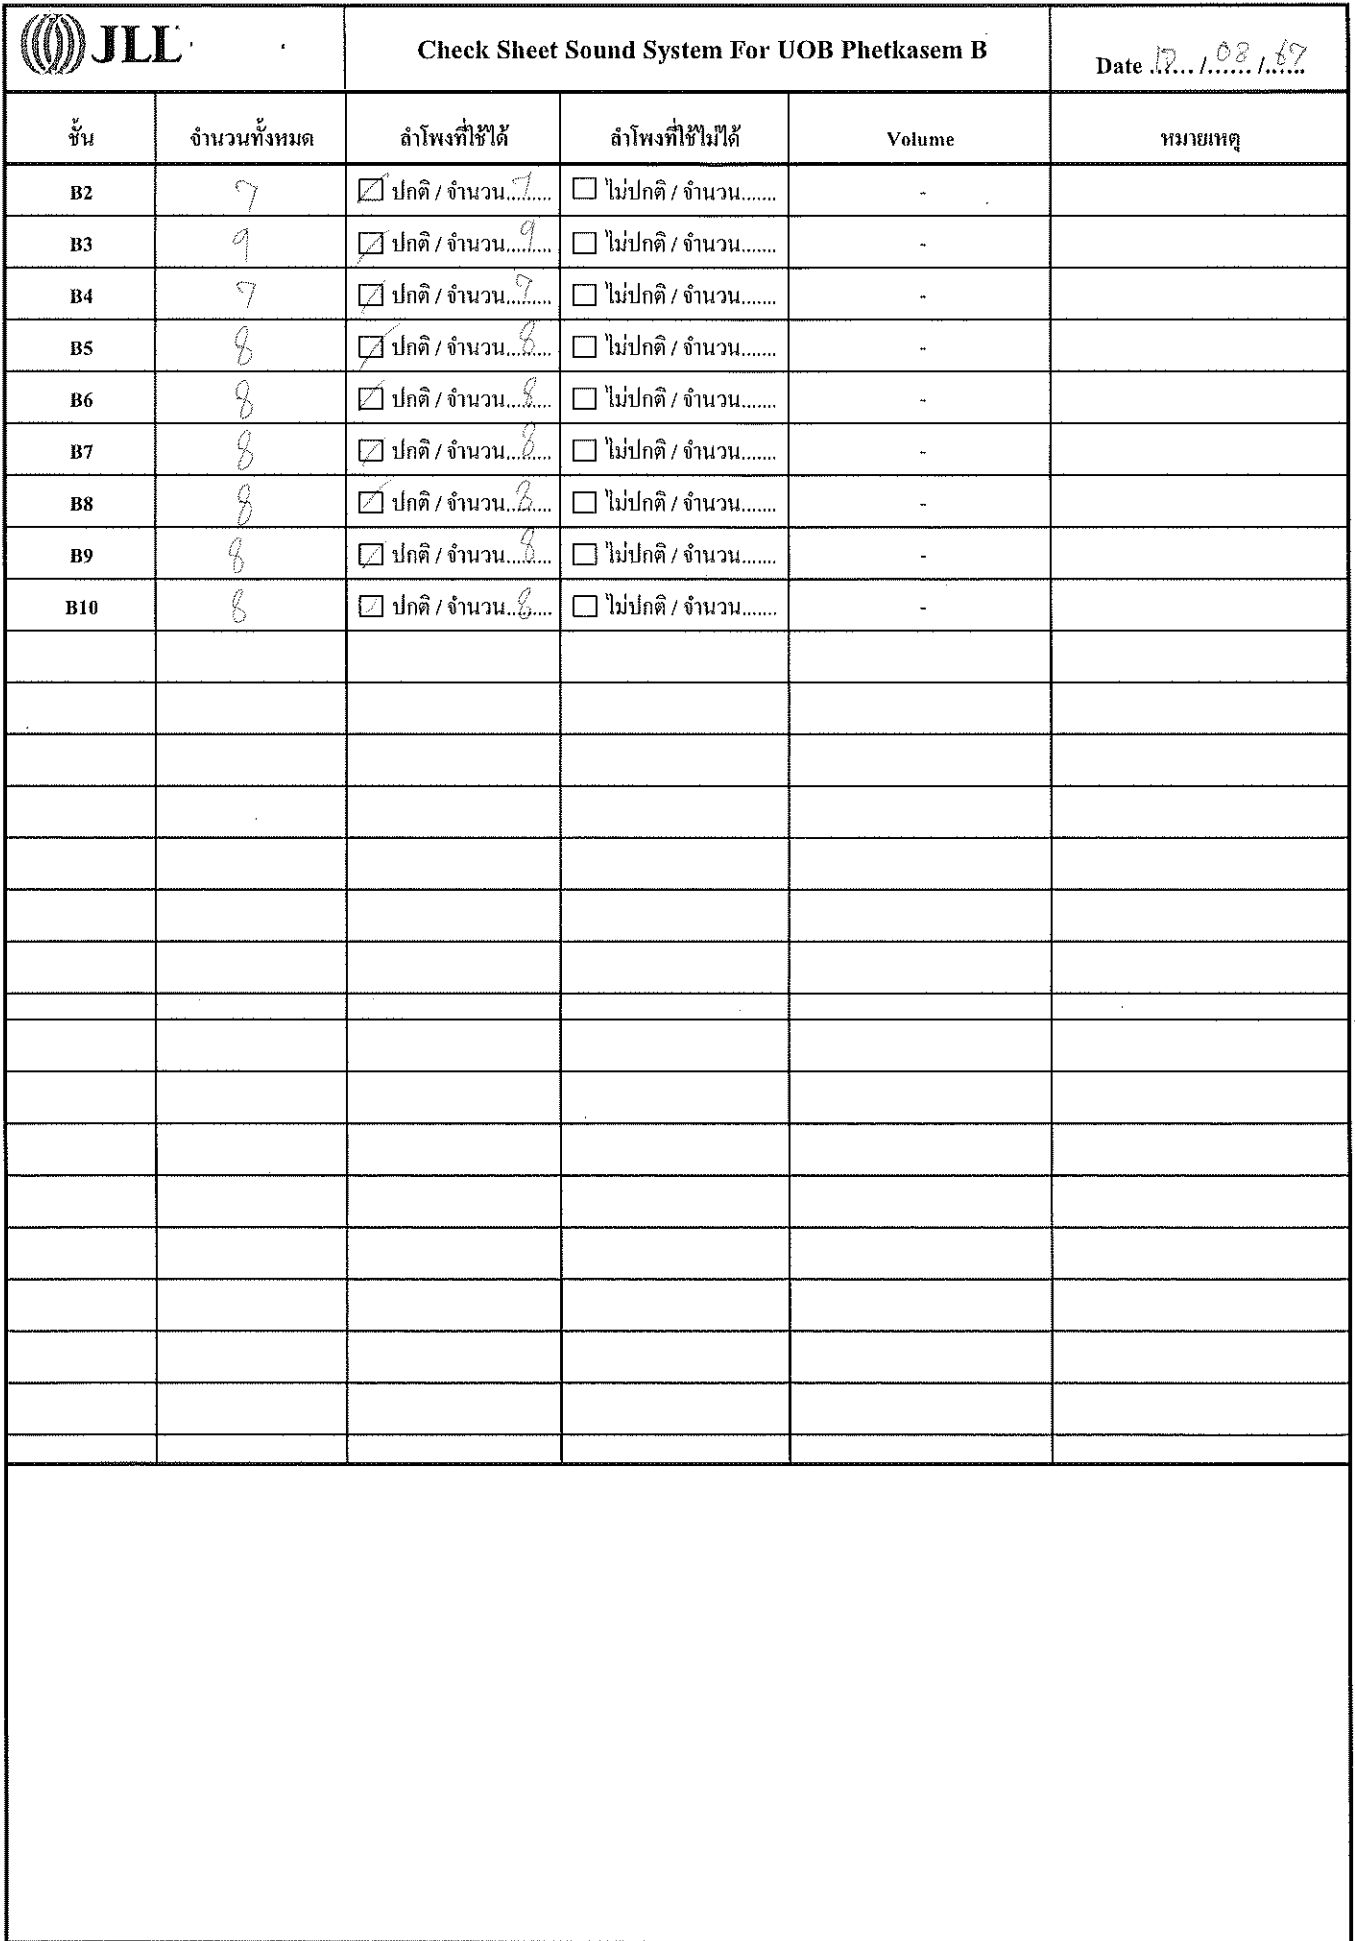 JLL
Check Sheet Sound System For UOB Phetkasem B
Date ...... / 08 / 67
ชั้น จำนวนทั้งหมด ลำโพงที่ใช้ได้ ลำโพงที่ใช้ไม่ได้ Volume หมายเหตุ
B2 7 ☑ ปกติ / จำนวน 7 ☐ ไม่ปกติ / จำนวน....... -
B3 9 ☑ ปกติ / จำนวน 9 ☐ ไม่ปกติ / จำนวน....... -
B4 7 ☑ ปกติ / จำนวน 7 ☐ ไม่ปกติ / จำนวน....... -
B5 8 ☑ ปกติ / จำนวน 8 ☐ ไม่ปกติ / จำนวน....... -
B6 8 ☑ ปกติ / จำนวน 8 ☐ ไม่ปกติ / จำนวน....... -
B7 8 ☑ ปกติ / จำนวน 8 ☐ ไม่ปกติ / จำนวน....... -
B8 8 ☑ ปกติ / จำนวน 8 ☐ ไม่ปกติ / จำนวน....... -
B9 8 ☑ ปกติ / จำนวน 8 ☐ ไม่ปกติ / จำนวน....... -
B10 8 ☑ ปกติ / จำนวน 8 ☐ ไม่ปกติ / จำนวน....... -